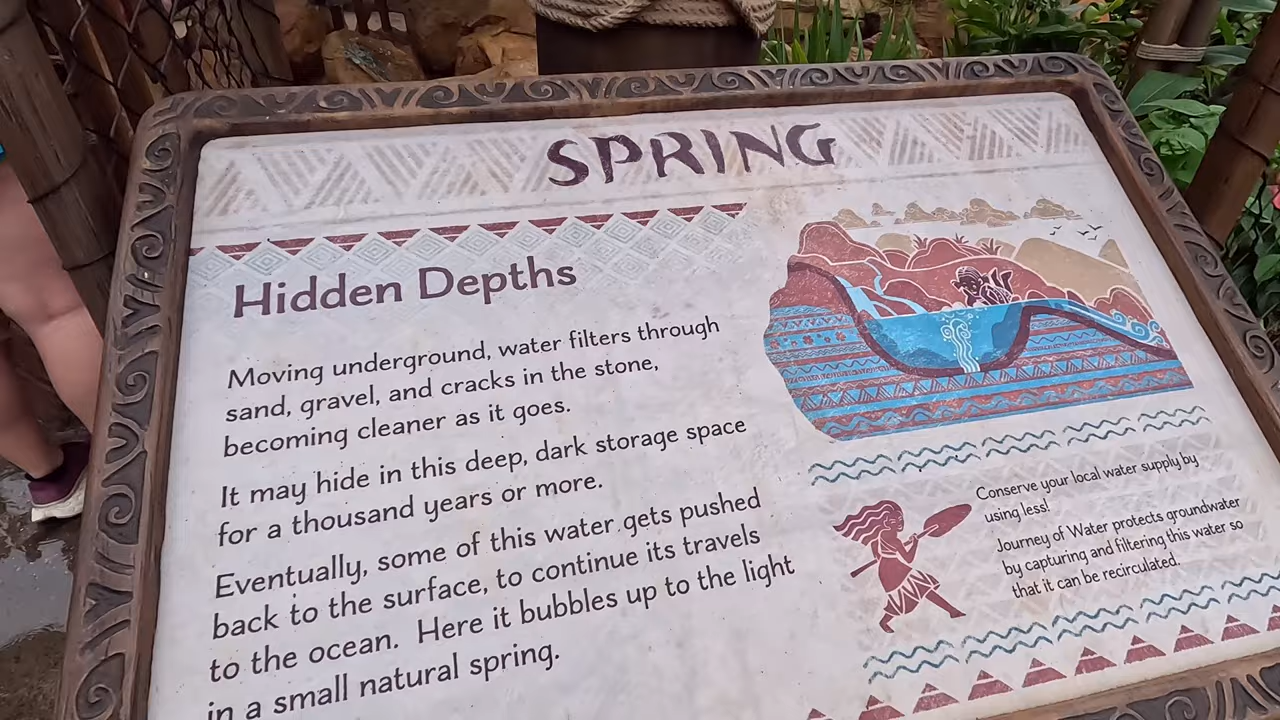 SPRING
Hidden Depths
Moving underground, water filters through
sand, gravel, and cracks in the stone,
becoming cleaner as it goes.
It may hide in this deep, dark storage space
for a thousand years or more.
Eventually, some of this water gets pushed
back to the surface, to continue its travels
to the ocean. Here it bubbles up to the light
in a small natural spring.
Conserve your local water supply by
using less!
Journey of Water protects groundwater
by capturing and filtering this water so
that it can be recirculated.